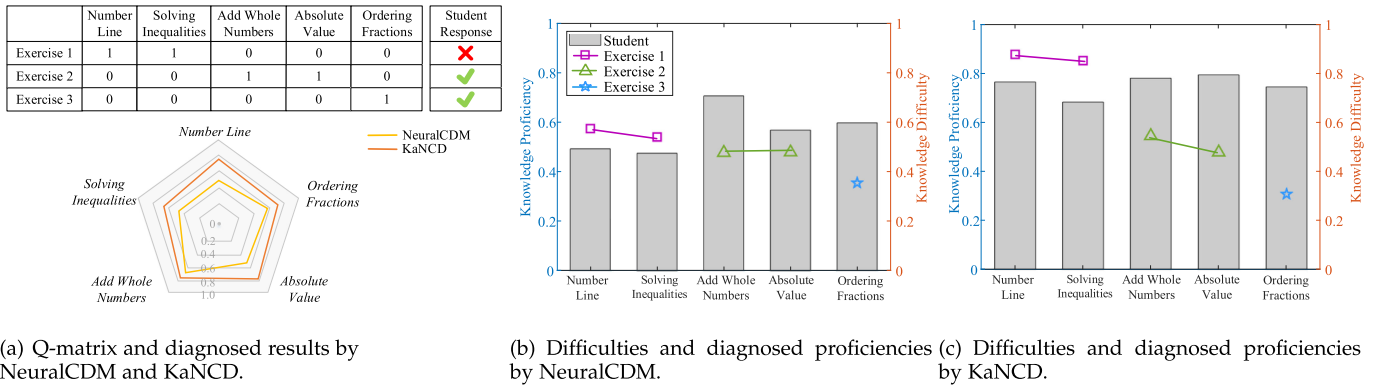 Number Line Solving Inequalities Add Whole Numbers Absolute Value Ordering Fractions Student Response
Exercise 1 1 1 0 0 0
Exercise 2 0 0 1 1 0
Exercise 3 0 0 0 0 1
Number Line
NeuralCDM
KaNCD
Solving Inequalities
Ordering Fractions
0
0.2
0.4
0.6
0.8
1.0
Add Whole Numbers
Absolute Value
(a) Q-matrix and diagnosed results by
NeuralCDM and KaNCD.
Knowledge Proficiency
1
0.8
0.6
0.4
0.2
0
Student
Exercise 1
Exercise 2
Exercise 3
Number Line
Solving Inequalities
Add Whole Numbers
Absolute Value
Ordering Fractions
1
0.8
0.6
0.4
0.2
0
Knowledge Difficulty
(b) Difficulties and diagnosed proficiencies
by NeuralCDM.
Knowledge Proficiency
1
0.8
0.6
0.4
0.2
0
Number Line
Solving Inequalities
Add Whole Numbers
Absolute Value
Ordering Fractions
1
0.8
0.6
0.4
0.2
0
Knowledge Difficulty
(c) Difficulties and diagnosed proficiencies
by KaNCD.